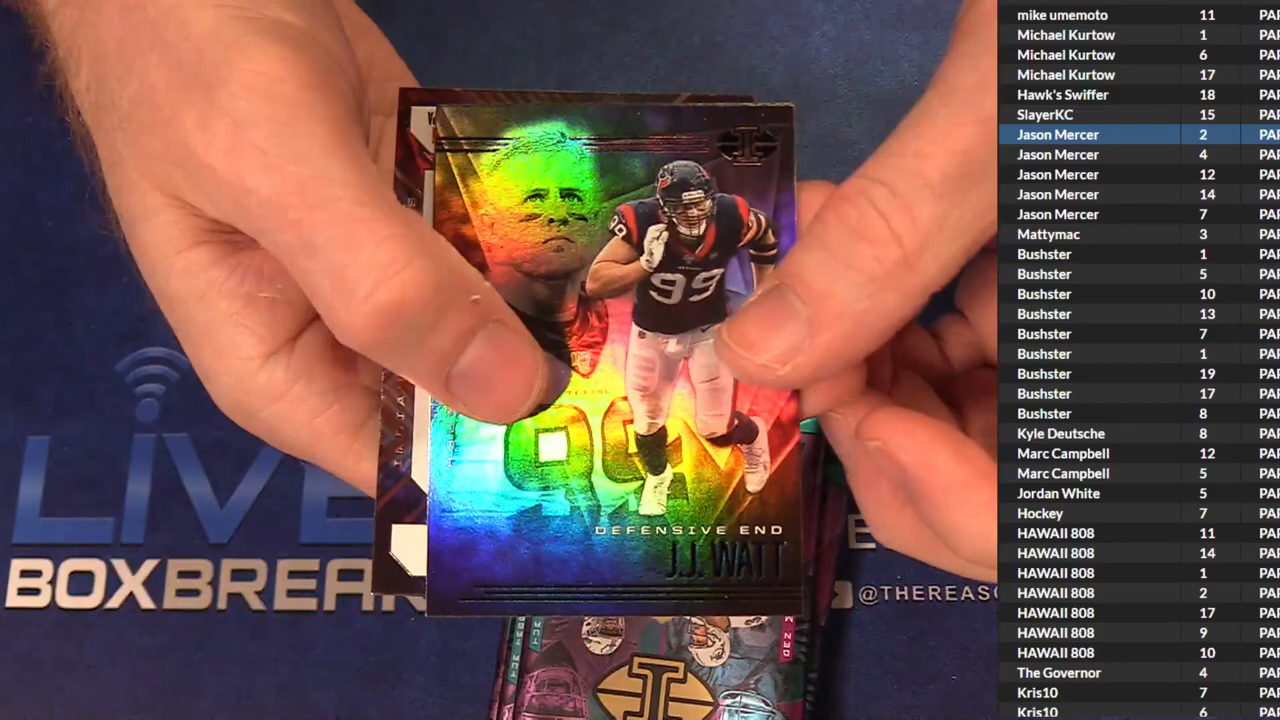 mike umemoto 11 PAR
Michael Kurtow 1 PAR
Michael Kurtow 6 PAR
Michael Kurtow 17 PAR
Hawk's Swiffer 18 PAR
SlayerKC 15 PAR
Jason Mercer 2 PAR
Jason Mercer 4 PAR
Jason Mercer 12 PAR
Jason Mercer 14 PAR
Jason Mercer 7 PAR
Mattymac 3 PAR
Bushster 1 PAR
Bushster 5 PAR
Bushster 10 PAR
Bushster 13 PAR
Bushster 7 PAR
Bushster 1 PAR
Bushster 19 PAR
Bushster 17 PAR
Bushster 8 PAR
Kyle Deutsche 8 PAR
Marc Campbell 12 PAR
Marc Campbell 5 PAR
Jordan White 5 PAR
Hockey 7 PAR
HAWAII 808 11 PAR
HAWAII 808 14 PAR
HAWAII 808 1 PAR
HAWAII 808 2 PAR
HAWAII 808 17 PAR
HAWAII 808 9 PAR
HAWAII 808 10 PAR
The Governor 4 PAR
Kris10 7 PAR
Kris10 6 PAR
99
99
DEFENSIVE END
J.J. WATT
LIVE
BOXBREA
@THEREASO